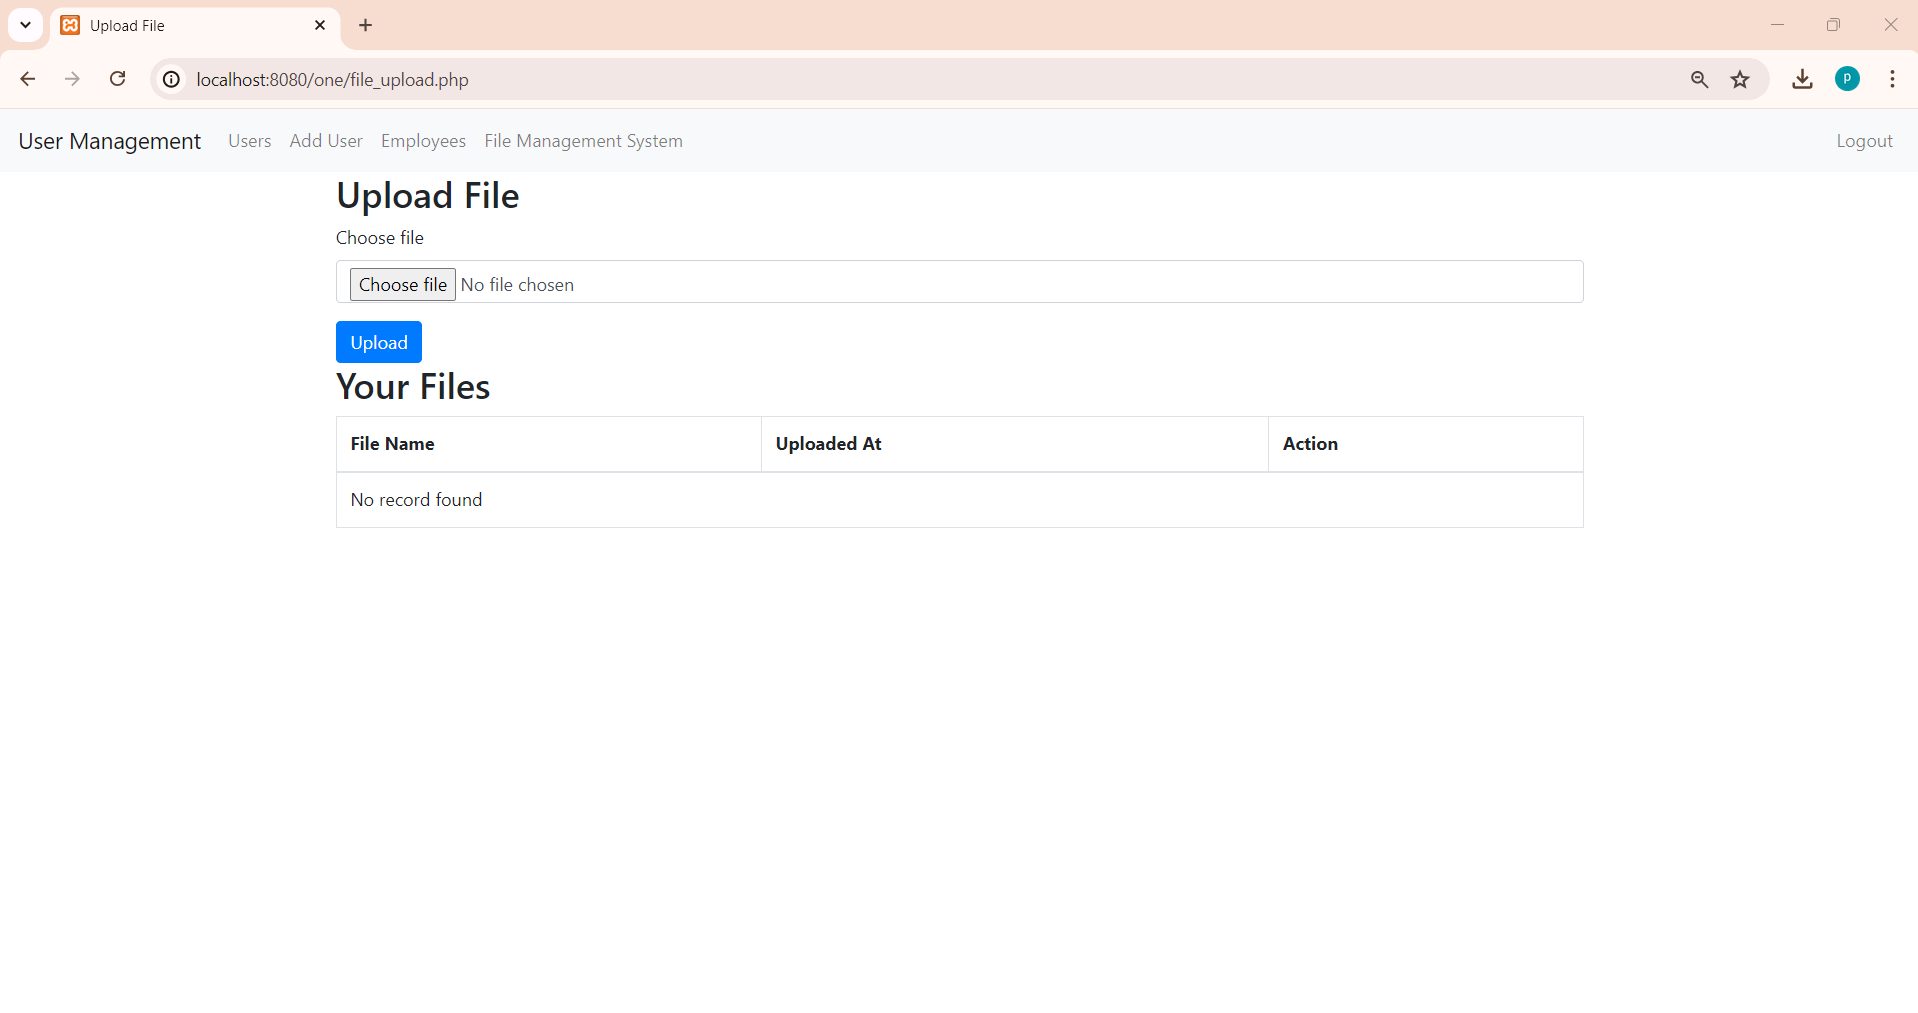 Upload File
localhost:8080/one/file_upload.php
P
User Management Users Add User Employees File Management System Logout
Upload File
Choose file
Choose file No file chosen
Upload
Your Files
File Name Uploaded At Action
No record found